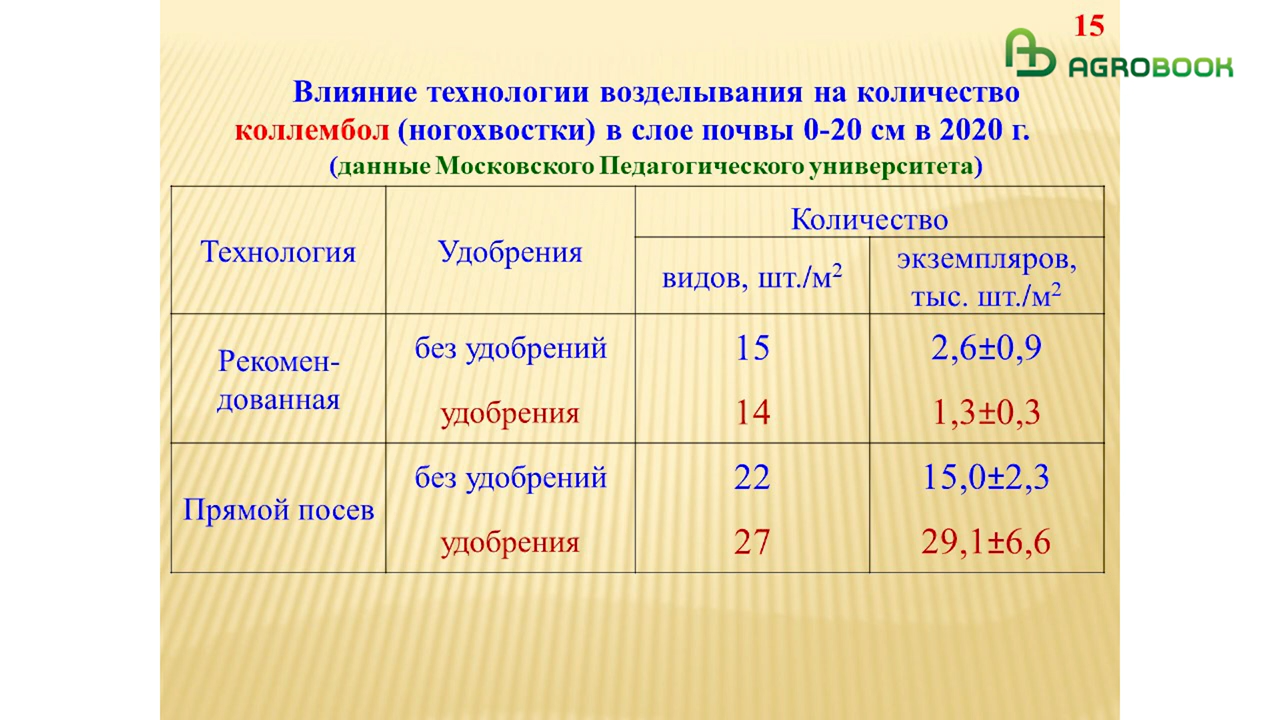 15
AGROBOOK
Влияние технологии возделывания на количество
коллембол (ногохвостки) в слое почвы 0-20 см в 2020 г.
(данные Московского Педагогического университета)
Технология
Удобрения
Количество
видов, шт./м²
экземпляров,
тыс. шт./м²
Рекомен-
дованная
без удобрений
15
2,6±0,9
удобрения
14
1,3±0,3
Прямой посев
без удобрений
22
15,0±2,3
удобрения
27
29,1±6,6